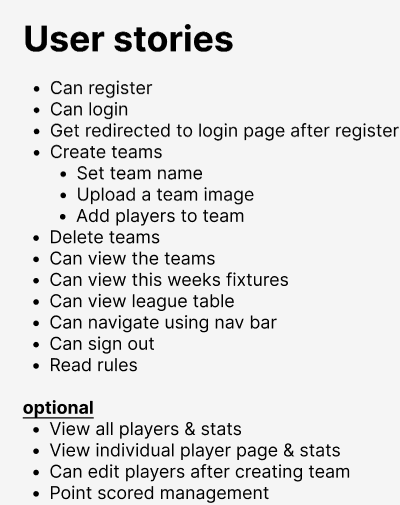 User stories
• Can register
• Can login
• Get redirected to login page after register
• Create teams
• Set team name
• Upload a team image
• Add players to team
• Delete teams
• Can view the teams
• Can view this weeks fixtures
• Can view league table
• Can navigate using nav bar
• Can sign out
• Read rules
optional
• View all players & stats
• View individual player page & stats
• Can edit players after creating team
• Point scored management